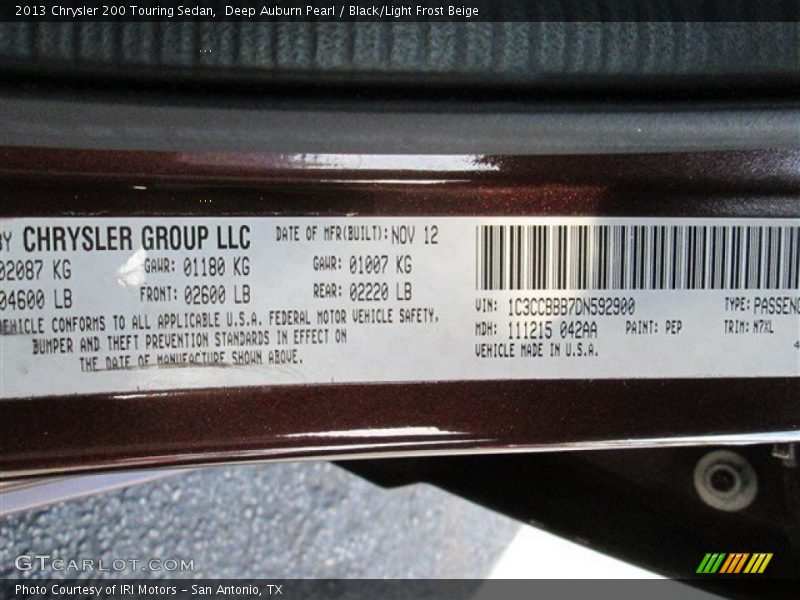 2013 Chrysler 200 Touring Sedan,  Deep Auburn Pearl / Black/Light Frost Beige
BY CHRYSLER GROUP LLC DATE OF MFR(BUILT): NOV 12
02087 KG GAWR: 01180 KG GAWR: 01007 KG
04600 LB FRONT: 02600 LB REAR: 02220 LB
VEHICLE CONFORMS TO ALL APPLICABLE U.S.A. FEDERAL MOTOR VEHICLE SAFETY,
BUMPER AND THEFT PREVENTION STANDARDS IN EFFECT ON
THE DATE OF MANUFACTURE SHOWN ABOVE.
VIN: 1C3CCBBB7DN592900 TYPE: PASSENG
MDH: 111215 042AA PAINT: PEP TRIM: N7XL
VEHICLE MADE IN U.S.A. 4
GTCARLOT.COM
Photo Courtesy of IRI Motors - San Antonio, TX